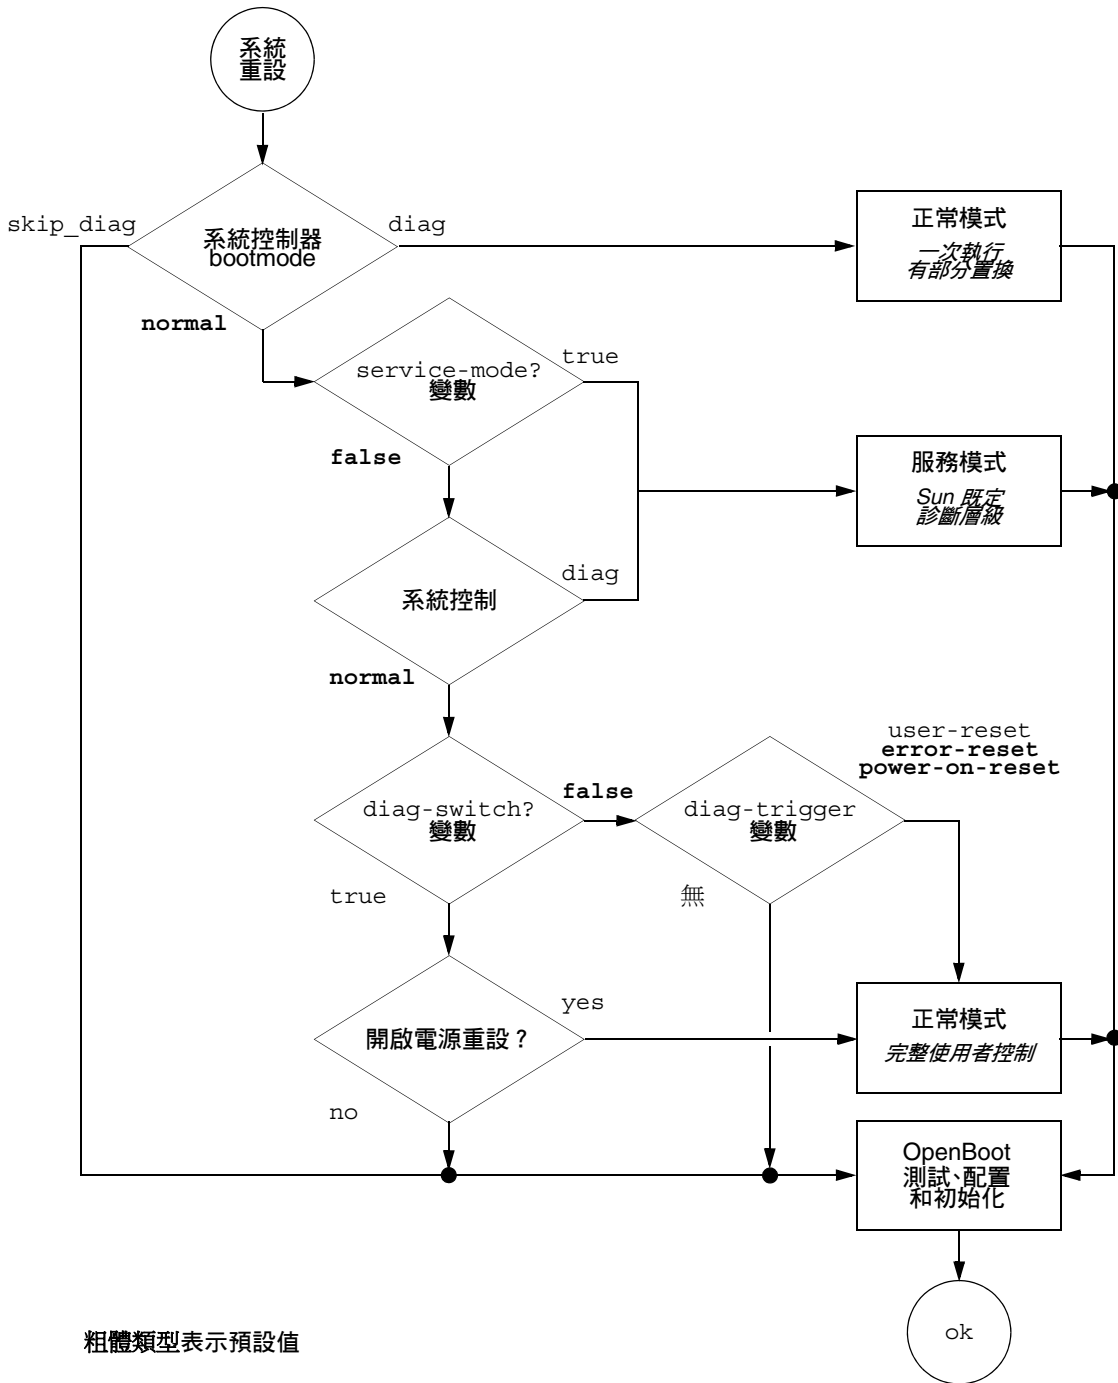 系統
重設
skip_diag
系統控制器
bootmode
diag
正常模式
一次執行
有部分置換
normal
service-mode?
變數
true
false
服務模式
Sun 既定
診斷層級
系統控制
diag
normal
user-reset
error-reset
power-on-reset
diag-switch?
變數
false
diag-trigger
變數
true
無
開啟電源重設？
yes
正常模式
完整使用者控制
no
OpenBoot
測試、配置
和初始化
ok
粗體類型表示預設值